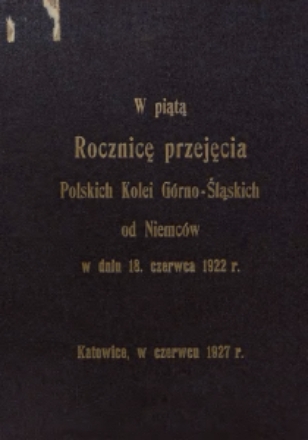 W piątą
Rocznicę przejęcia
Polskich Kolei Górno-Śląskich
od Niemców
w dniu 18. czerwca 1922 r.
Katowice, w czerwcu 1927 r.